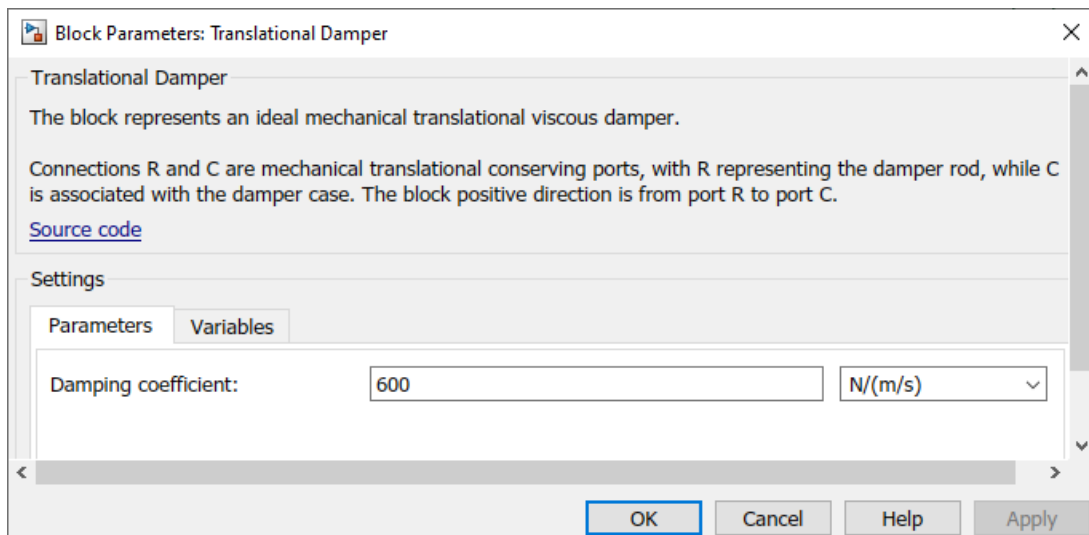 Block Parameters: Translational Damper
Translational Damper
The block represents an ideal mechanical translational viscous damper.
Connections R and C are mechanical translational conserving ports, with R representing the damper rod, while C
is associated with the damper case. The block positive direction is from port R to port C.
Source code
Settings
Parameters Variables
Damping coefficient: 600 N/(m/s)
OK Cancel Help Apply